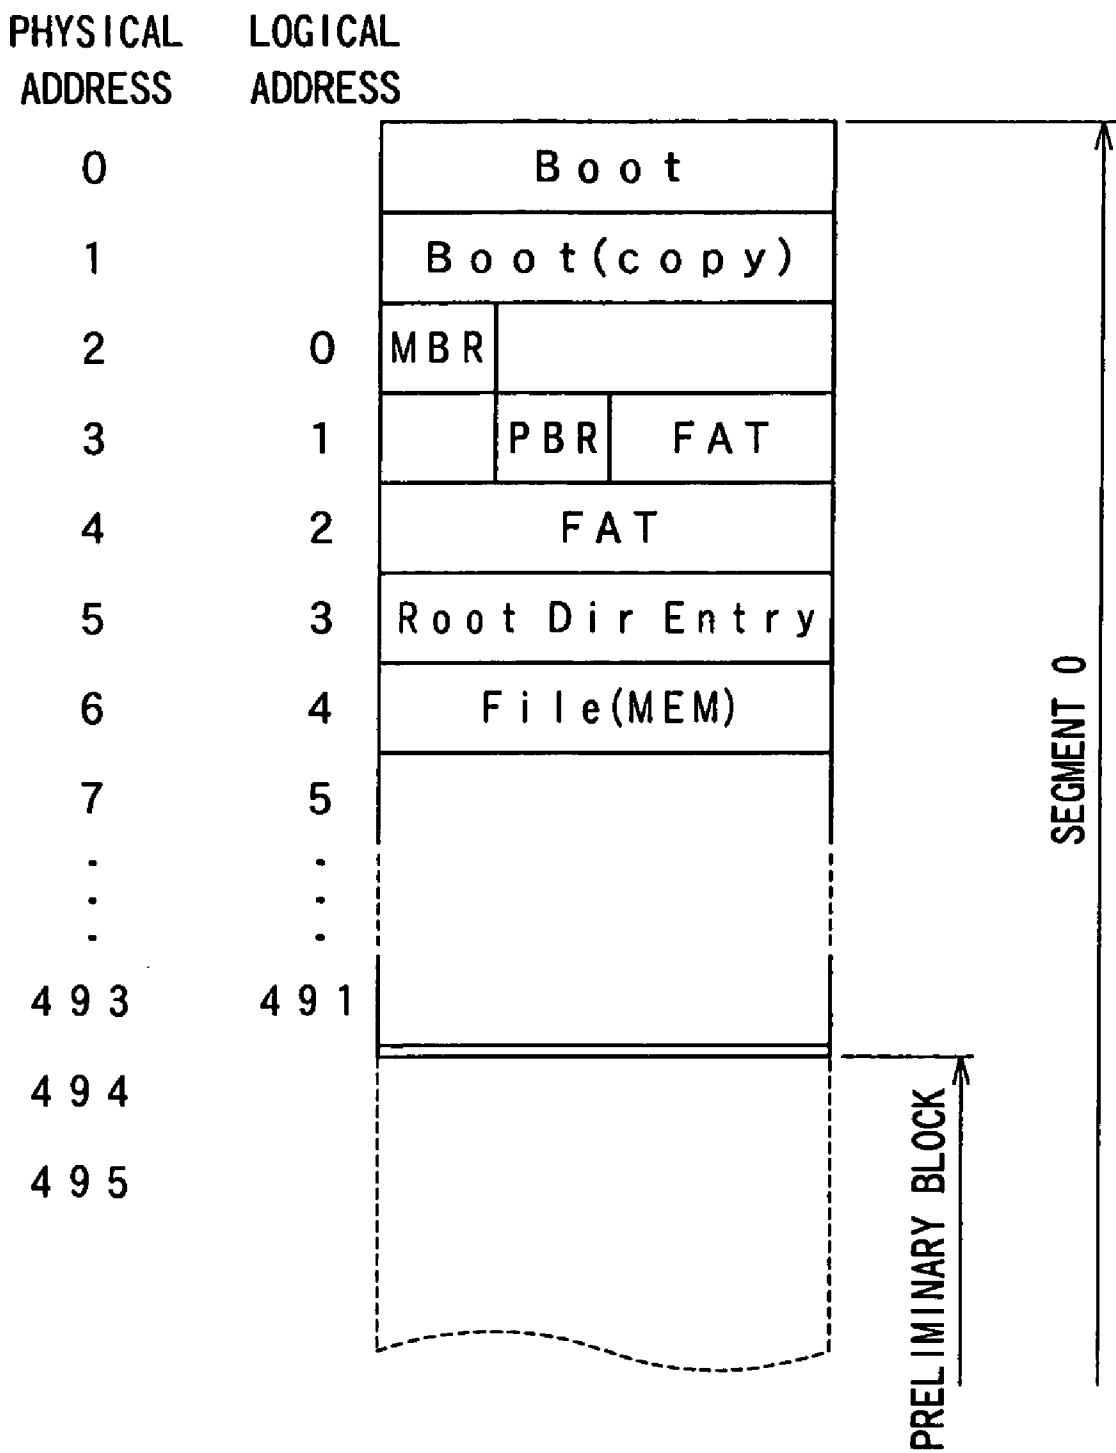 PHYSICAL LOGICAL
ADDRESS ADDRESS
0 Boot
1 Boot(copy)
2 0 MBR
3 1 PBR FAT
4 2 FAT
5 3 Root Dir Entry
6 4 File(MEM)
7 5
. .
. .
. .
493 491
494
495
PRELIMINARY BLOCK
SEGMENT 0